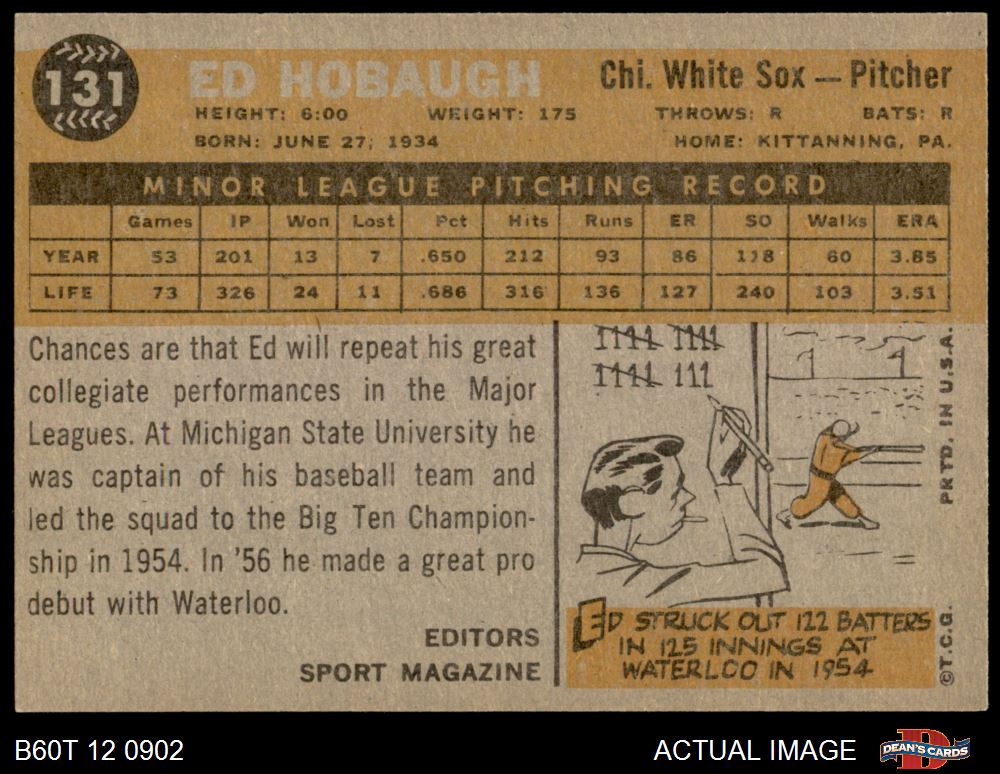 131
ED HOBAUGH
Chi. White Sox — Pitcher
HEIGHT: 6:00 WEIGHT: 175 THROWS: R BATS: R
BORN: JUNE 27, 1934 HOME: KITTANNING, PA.
MINOR LEAGUE PITCHING RECORD
Games IP Won Lost Pct Hits Runs ER SO Walks ERA
YEAR 53 201 13 7 .650 212 93 86 118 60 3.85
LIFE 73 326 24 11 .686 316 136 127 240 103 3.51
Chances are that Ed will repeat his great
collegiate performances in the Major
Leagues. At Michigan State University he
was captain of his baseball team and
led the squad to the Big Ten Champion-
ship in 1954. In '56 he made a great pro
debut with Waterloo.
EDITORS
SPORT MAGAZINE
ED STRUCK OUT 122 BATTERS
IN 125 INNINGS AT
WATERLOO IN 1954
PRTD. IN U.S.A.
©T.C.G.
B60T 12 0902
ACTUAL IMAGE
DEAN'S CARDS